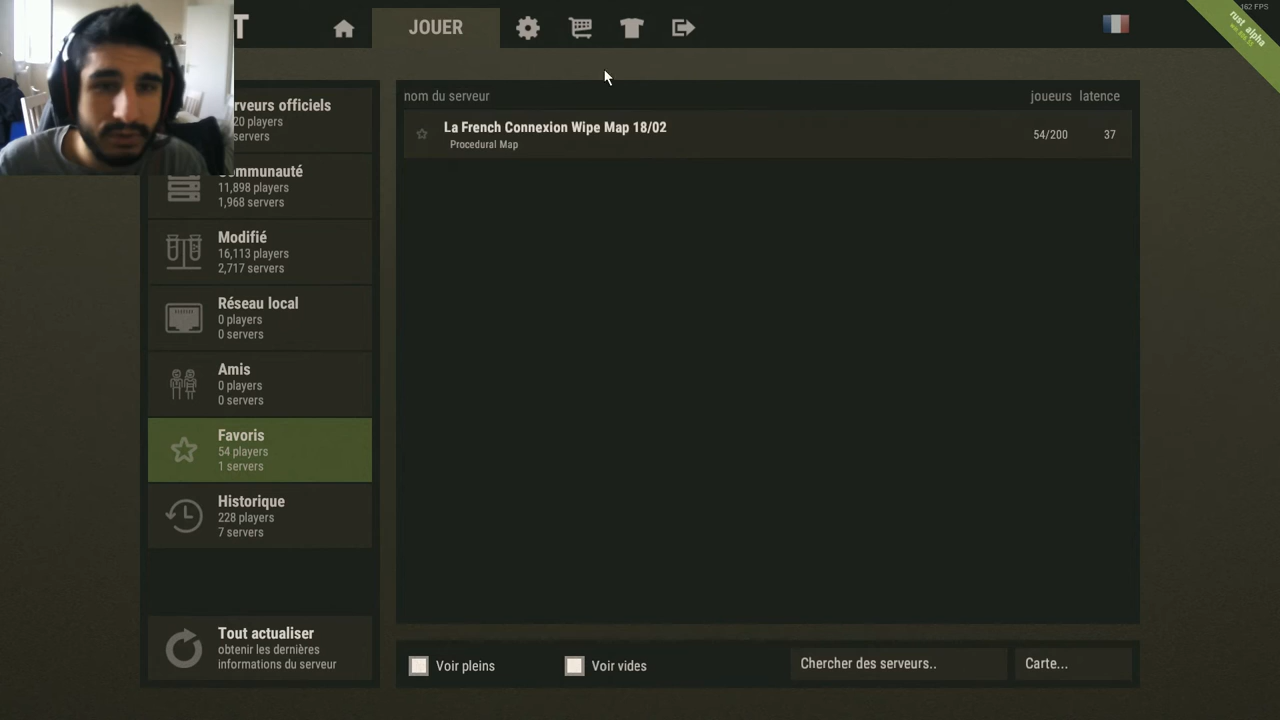 T
JOUER
162 FPS
rust alpha
rveurs officiels
20 players
servers
ommunauté
11,898 players
1,968 servers
Modifié
16,113 players
2,717 servers
Réseau local
0 players
0 servers
Amis
0 players
0 servers
Favoris
54 players
1 servers
Historique
228 players
7 servers
Tout actualiser
obtenir les dernières
informations du serveur
nom du serveur
joueurs latence
La French Connexion Wipe Map 18/02
54/200 37
Procedural Map
Voir pleins
Voir vides
Chercher des serveurs..
Carte...